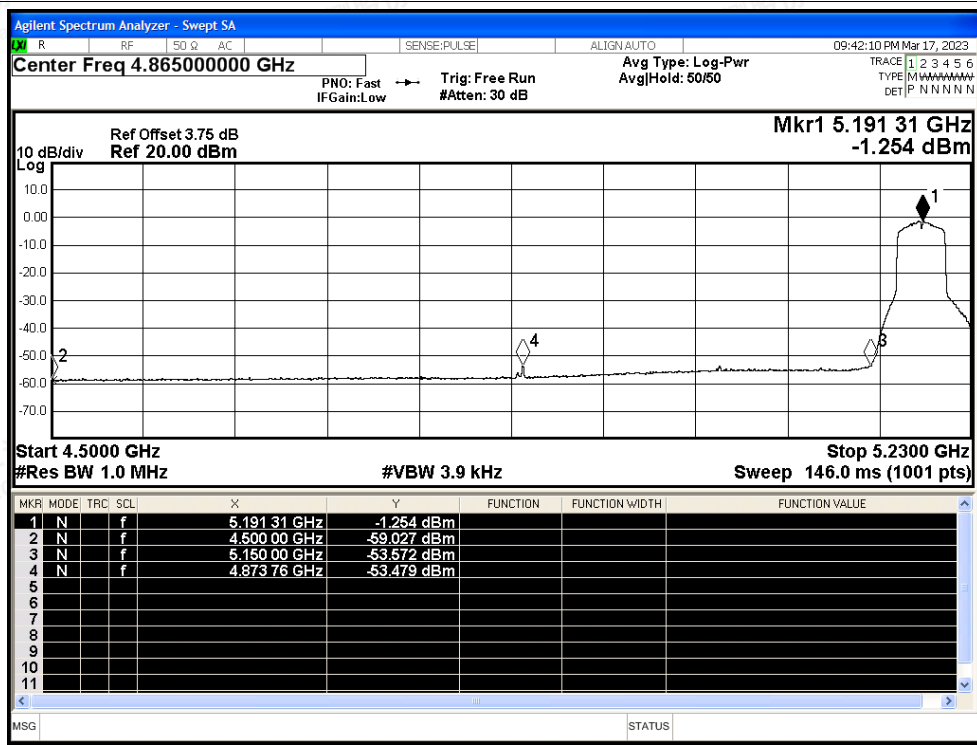 Agilent Spectrum Analyzer - Swept SA
LXI R RF 50 Ω AC SENSE:PULSE ALIGN AUTO 09:42:10 PM Mar 17, 2023
Center Freq 4.865000000 GHz
PNO: Fast
IFGain:Low
Trig: Free Run
#Atten: 30 dB
Avg Type: Log-Pwr
Avg|Hold: 50/50
TRACE 1 2 3 4 5 6
TYPE M W W W W W
DET P N N N N N
Mkr1 5.191 31 GHz
-1.254 dBm
Ref Offset 3.75 dB
10 dB/div Ref 20.00 dBm
Log
10.0
0.00
-10.0
-20.0
-30.0
-40.0
-50.0
-60.0
-70.0
1
2
4
3
Start 4.5000 GHz Stop 5.2300 GHz
#Res BW 1.0 MHz #VBW 3.9 kHz Sweep 146.0 ms (1001 pts)
MKR MODE TRC SCL X Y FUNCTION FUNCTION WIDTH FUNCTION VALUE
1 N f 5.191 31 GHz -1.254 dBm
2 N f 4.500 00 GHz -59.027 dBm
3 N f 5.150 00 GHz -53.572 dBm
4 N f 4.873 76 GHz -53.479 dBm
5
6
7
8
9
10
11
MSG STATUS